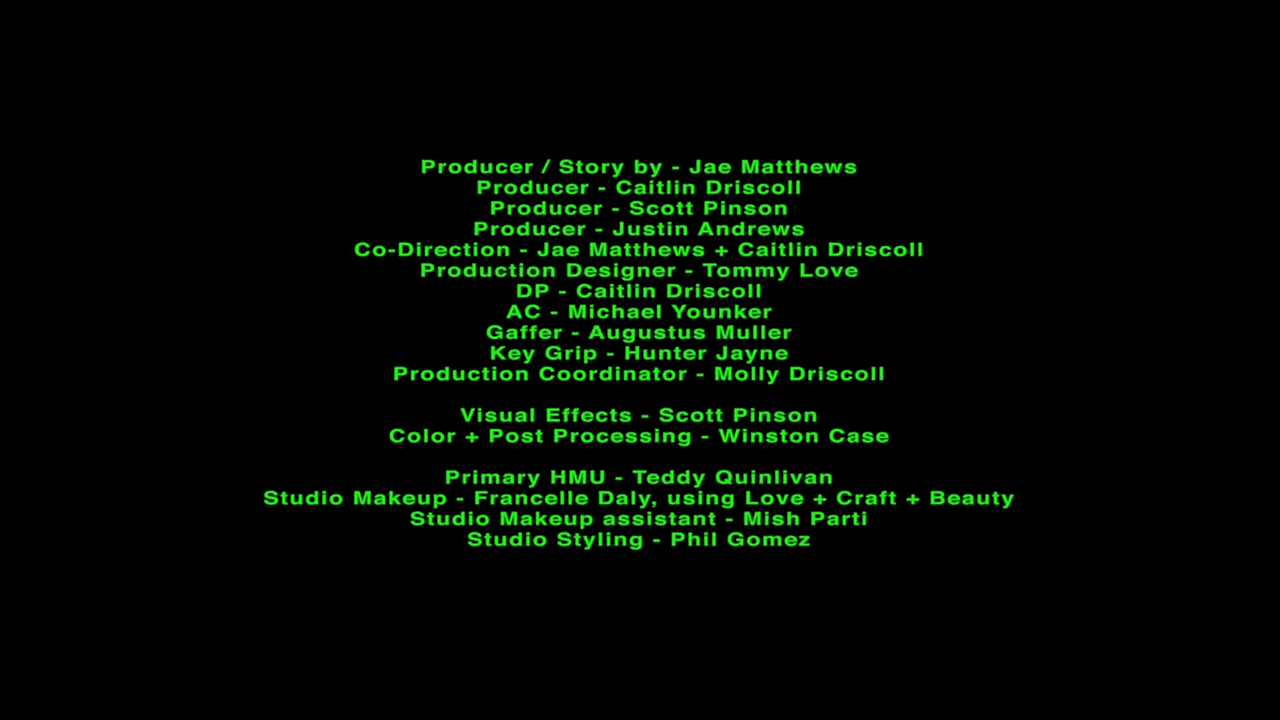 Producer / Story by - Jae Matthews
Producer - Caitlin Driscoll
Producer - Scott Pinson
Producer - Justin Andrews
Co-Direction - Jae Matthews + Caitlin Driscoll
Production Designer - Tommy Love
DP - Caitlin Driscoll
AC - Michael Younker
Gaffer - Augustus Muller
Key Grip - Hunter Jayne
Production Coordinator - Molly Driscoll
Visual Effects - Scott Pinson
Color + Post Processing - Winston Case
Primary HMU - Teddy Quinlivan
Studio Makeup - Francelle Daly, using Love + Craft + Beauty
Studio Makeup assistant - Mish Parti
Studio Styling - Phil Gomez